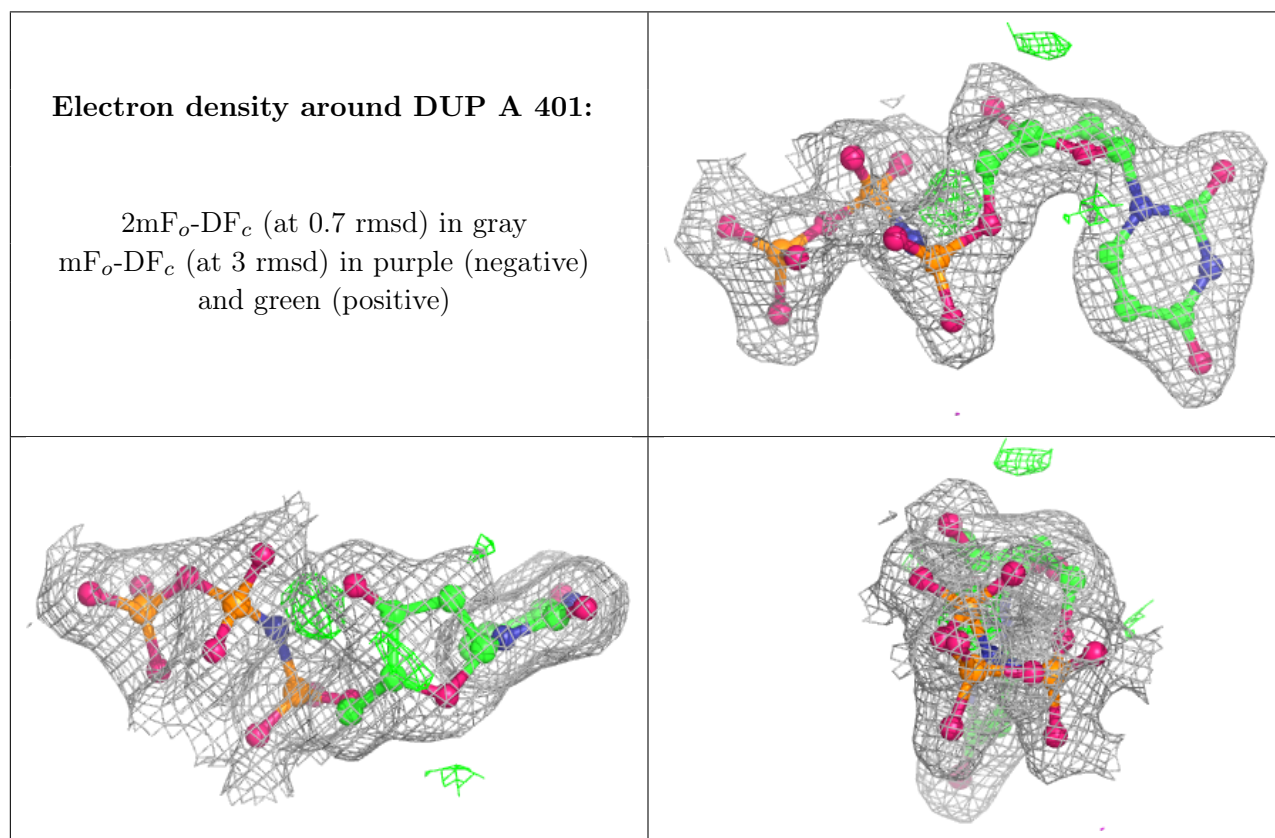 Electron density around DUP A 401:
2mFo-DFc (at 0.7 rmsd) in gray
mFo-DFc (at 3 rmsd) in purple (negative)
and green (positive)